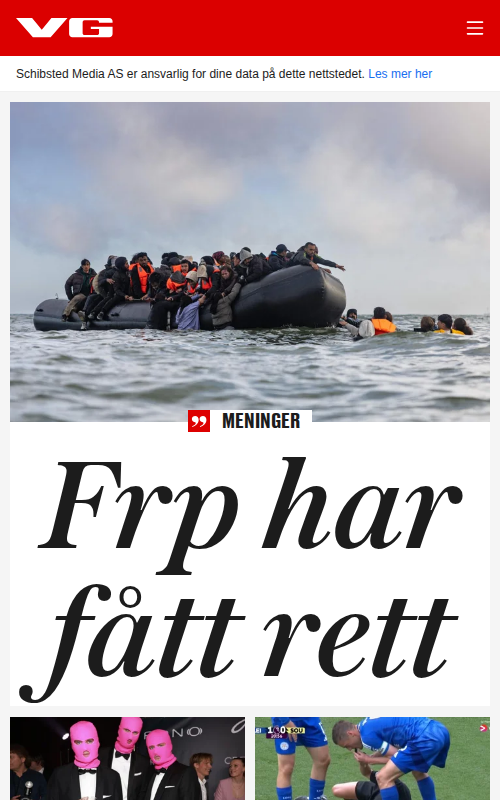 VG
Schibsted Media AS er ansvarlig for dine data på dette nettstedet. Les mer her
MENINGER
Frp har
fått rett